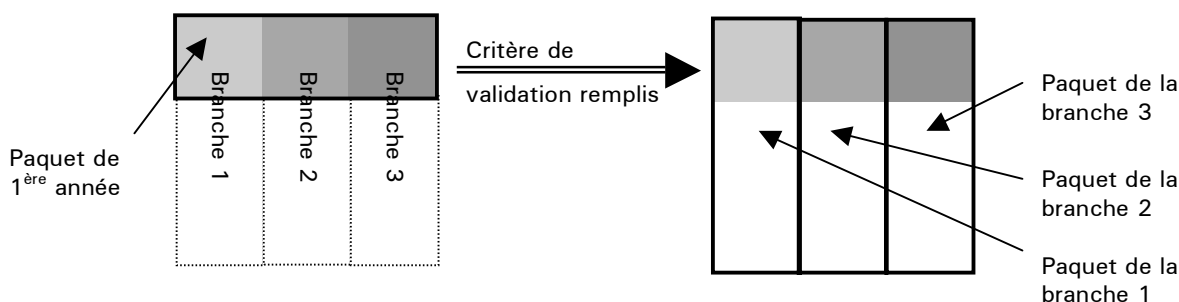 Paquet de
1ère année
Branche 1
Branche 2
Branche 3
Critère de
validation remplis
Paquet de la
branche 3
Paquet de la
branche 2
Paquet de la
branche 1